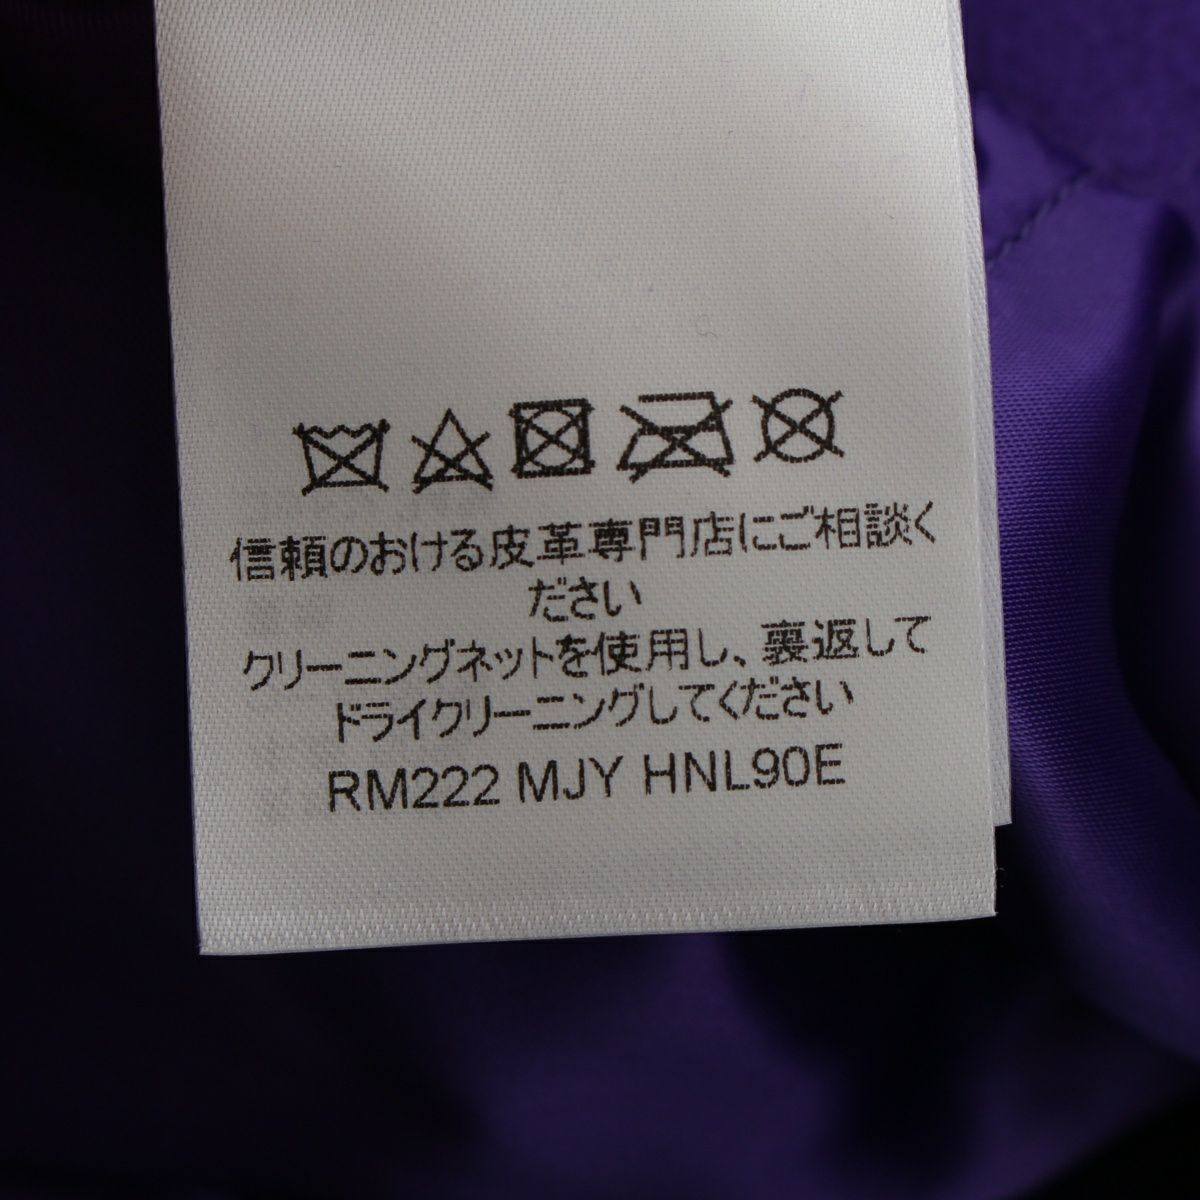 信頼のおける皮革専門店にご相談く
ださい
クリーニングネットを使用し、裏返して
ドライクリーニングしてください
RM222 MJY HNL90E